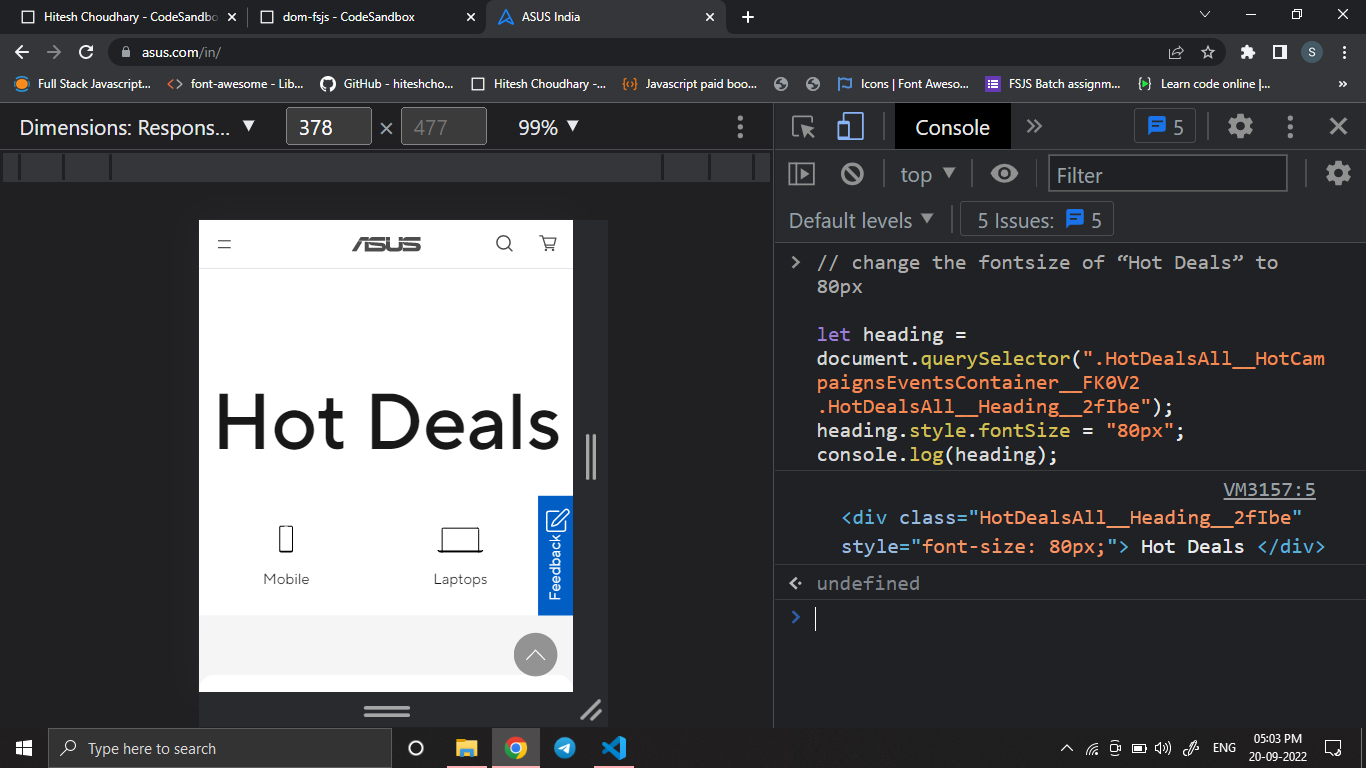 Hitesh Choudhary - CodeSandbo
dom-fsjs - CodeSandbox
ASUS India
asus.com/in/
S
Full Stack Javascript...
font-awesome - Lib...
GitHub - hiteshcho...
Hitesh Choudhary -...
Javascript paid boo...
Icons | Font Aweso...
FSJS Batch assignm...
Learn code online |...
»
Dimensions: Respons...
378
×
477
99%
Console
5
top
Filter
Default levels
5 Issues:
5
ASUS
Hot Deals
Mobile
Laptops
Feedback
// change the fontsize of “Hot Deals” to
80px
let heading =
document.querySelector(".HotDealsAll__HotCam
paignsEventsContainer__FK0V2
.HotDealsAll__Heading__2fIbe");
heading.style.fontSize = "80px";
console.log(heading);
VM3157:5
<div class="HotDealsAll__Heading__2fIbe"
style="font-size: 80px;"> Hot Deals </div>
undefined
Type here to search
ENG
05:03 PM
20-09-2022